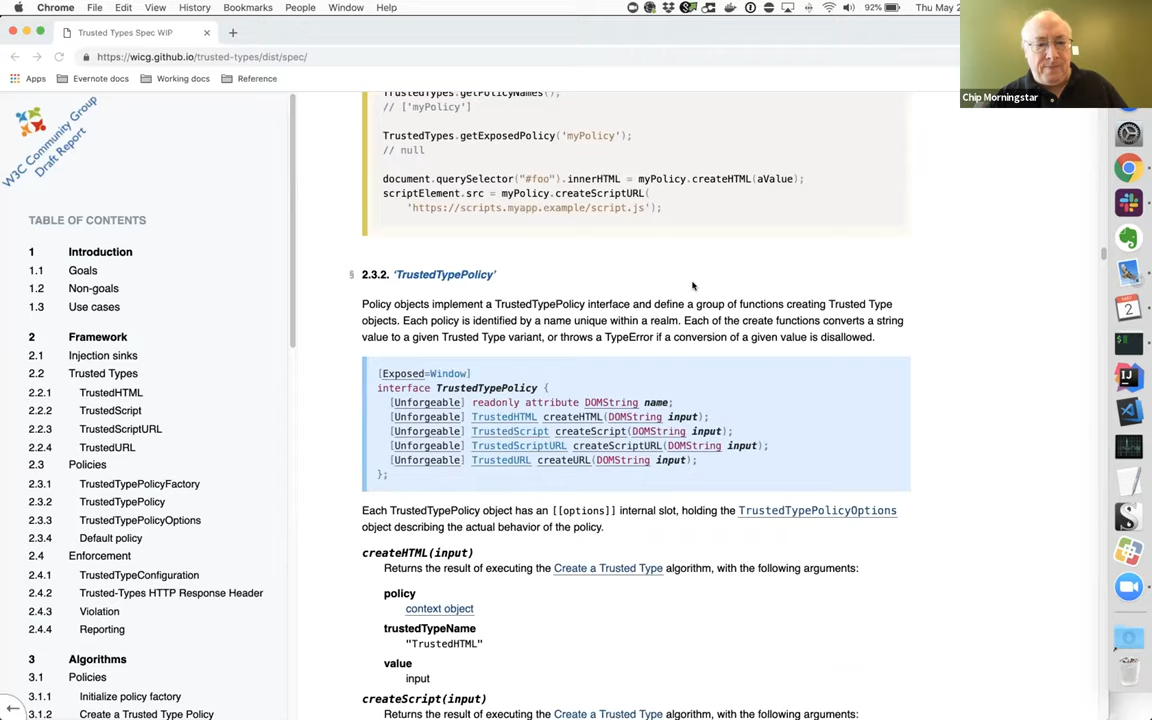 Chrome File Edit View History Bookmarks People Window Help 92% Thu May 2
Trusted Types Spec WIP
https://wicg.github.io/trusted-types/dist/spec/
Apps Evernote docs Working docs Reference
Chip Morningstar
W3C Community Group
Draft Report
TABLE OF CONTENTS
1 Introduction
1.1 Goals
1.2 Non-goals
1.3 Use cases
2 Framework
2.1 Injection sinks
2.2 Trusted Types
2.2.1 TrustedHTML
2.2.2 TrustedScript
2.2.3 TrustedScriptURL
2.2.4 TrustedURL
2.3 Policies
2.3.1 TrustedTypePolicyFactory
2.3.2 TrustedTypePolicy
2.3.3 TrustedTypePolicyOptions
2.3.4 Default policy
2.4 Enforcement
2.4.1 TrustedTypeConfiguration
2.4.2 Trusted-Types HTTP Response Header
2.4.3 Violation
2.4.4 Reporting
3 Algorithms
3.1 Policies
3.1.1 Initialize policy factory
3.1.2 Create a Trusted Type Policy
TrustedTypes.getPolicyNames();
// ['myPolicy']
TrustedTypes.getExposedPolicy('myPolicy');
// null
document.querySelector("#foo").innerHTML = myPolicy.createHTML(aValue);
scriptElement.src = myPolicy.createScriptURL(
'https://scripts.myapp.example/script.js');
§ 2.3.2. 'TrustedTypePolicy'
Policy objects implement a TrustedTypePolicy interface and define a group of functions creating Trusted Type
objects. Each policy is identified by a name unique within a realm. Each of the create functions converts a string
value to a given Trusted Type variant, or throws a TypeError if a conversion of a given value is disallowed.
[Exposed=Window]
interface TrustedTypePolicy {
[Unforgeable] readonly attribute DOMString name;
[Unforgeable] TrustedHTML createHTML(DOMString input);
[Unforgeable] TrustedScript createScript(DOMString input);
[Unforgeable] TrustedScriptURL createScriptURL(DOMString input);
[Unforgeable] TrustedURL createURL(DOMString input);
};
Each TrustedTypePolicy object has an [[options]] internal slot, holding the TrustedTypePolicyOptions
object describing the actual behavior of the policy.
createHTML(input)
Returns the result of executing the Create a Trusted Type algorithm, with the following arguments:
policy
context object
trustedTypeName
"TrustedHTML"
value
input
createScript(input)
Returns the result of executing the Create a Trusted Type algorithm, with the following arguments: